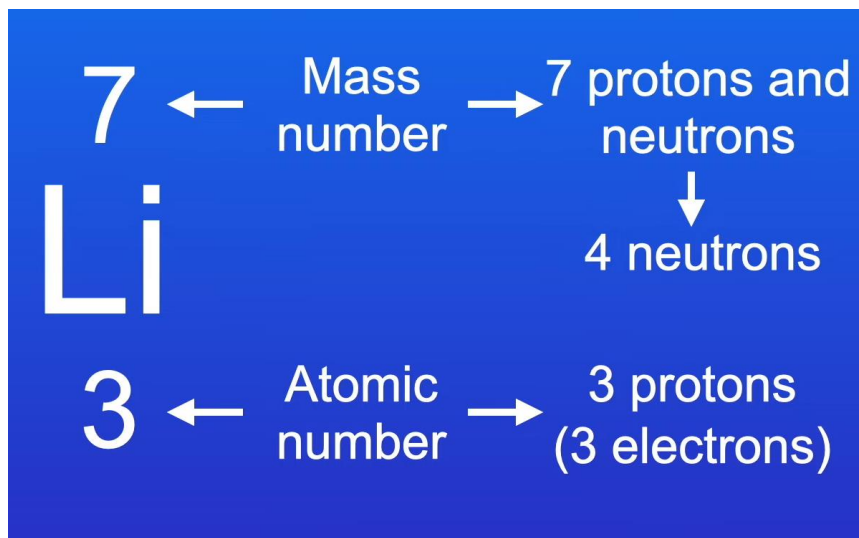 7
Mass
number
7 protons and
neutrons
4 neutrons
Li
3
Atomic
number
3 protons
(3 electrons)